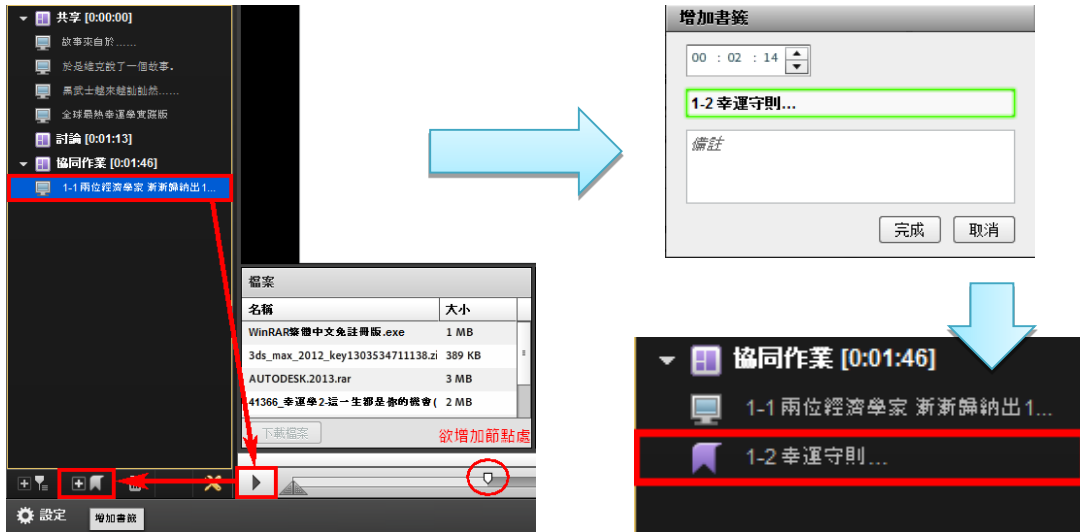 共享 [0:00:00]
故事來自於……
於是維克說了一個故事.
黑武士越來越訕訕然……
全球最熱幸運學實踐版
討論 [0:01:13]
協同作業 [0:01:46]
1-1 兩位經濟學家 漸漸歸納出1...
檔案
名稱 大小
WinRAR繁體中文免註冊版.exe 1 MB
3ds_max_2012_key1303534711138.zi 389 KB
AUTODESK.2013.rar 3 MB
41366_幸運學2-這一生都是你的機會( 2 MB
下載檔案
欲增加節點處
設定
增加書籤
增加書籤
00 : 02 : 14
1-2 幸運守則...
備註
完成 取消
協同作業 [0:01:46]
1-1 兩位經濟學家 漸漸歸納出1...
1-2 幸運守則...